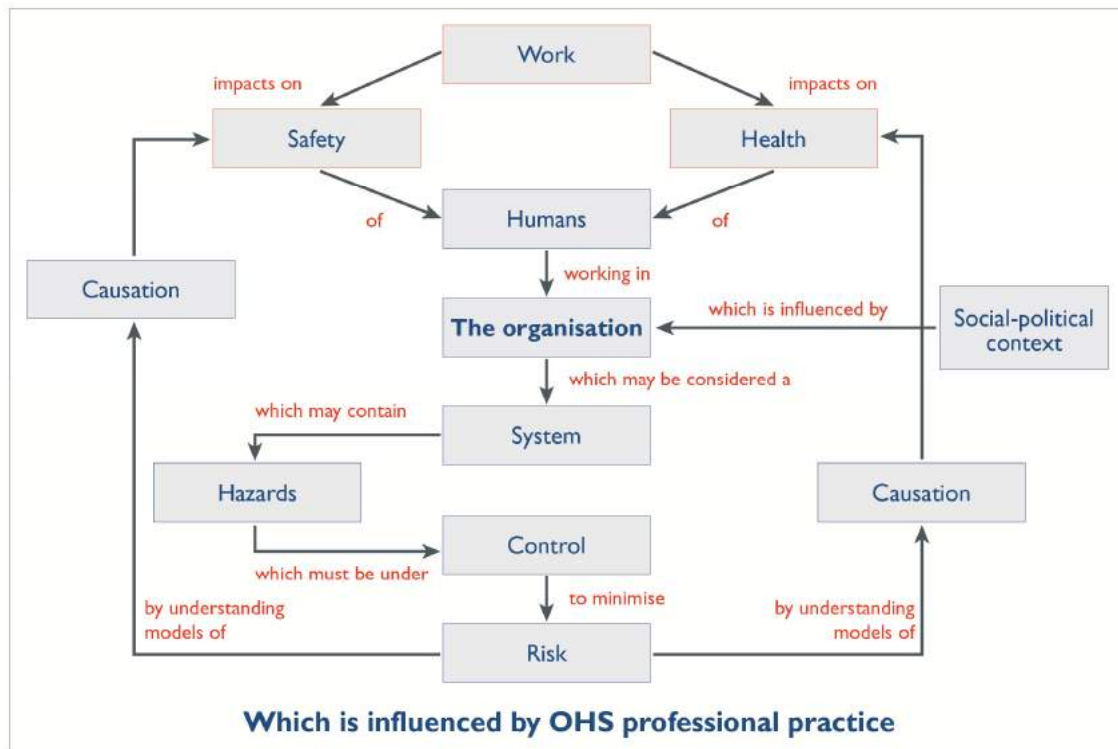 Work
impacts on
impacts on
Safety
Health
of
Humans
of
working in
Causation
The organisation
which is influenced by
Social-political
context
which may be considered a
which may contain
System
Hazards
Causation
Control
which must be under
to minimise
by understanding
models of
by understanding
models of
Risk
Which is influenced by OHS professional practice